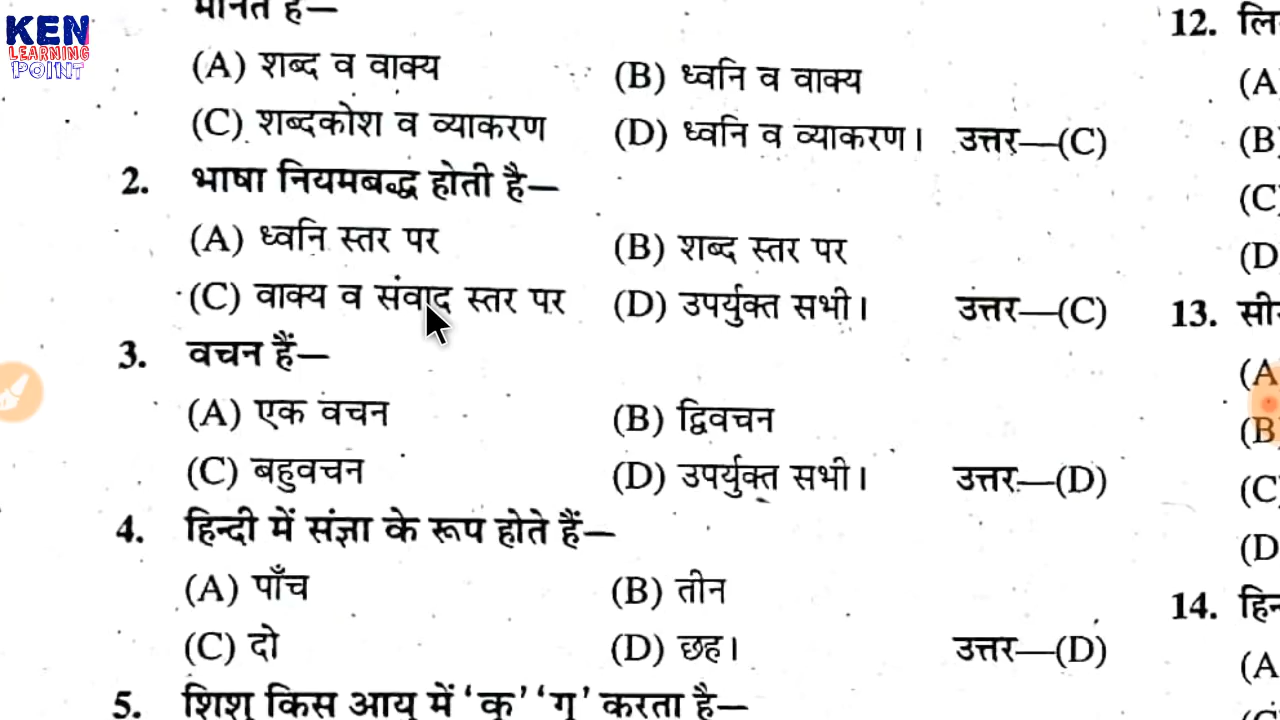 KEN
LEARNING
POINT
मानते हैं—
(A) शब्द व वाक्य (B) ध्वनि व वाक्य
(C) शब्दकोश व व्याकरण (D) ध्वनि व व्याकरण। उत्तर—(C)
2. भाषा नियमबद्ध होती है—
(A) ध्वनि स्तर पर (B) शब्द स्तर पर
(C) वाक्य व संवाद स्तर पर (D) उपर्युक्त सभी। उत्तर—(C)
3. वचन हैं—
(A) एक वचन (B) द्विवचन
(C) बहुवचन (D) उपर्युक्त सभी। उत्तर—(D)
4. हिन्दी में संज्ञा के रूप होते हैं—
(A) पाँच (B) तीन
(C) दो (D) छह। उत्तर—(D)
5. शिशु किस आयु में ‘कू’ ‘गू’ करता है—
12.
(A
(B)
(C)
(D
13.
(A
(B
(C)
(D
14.
(A